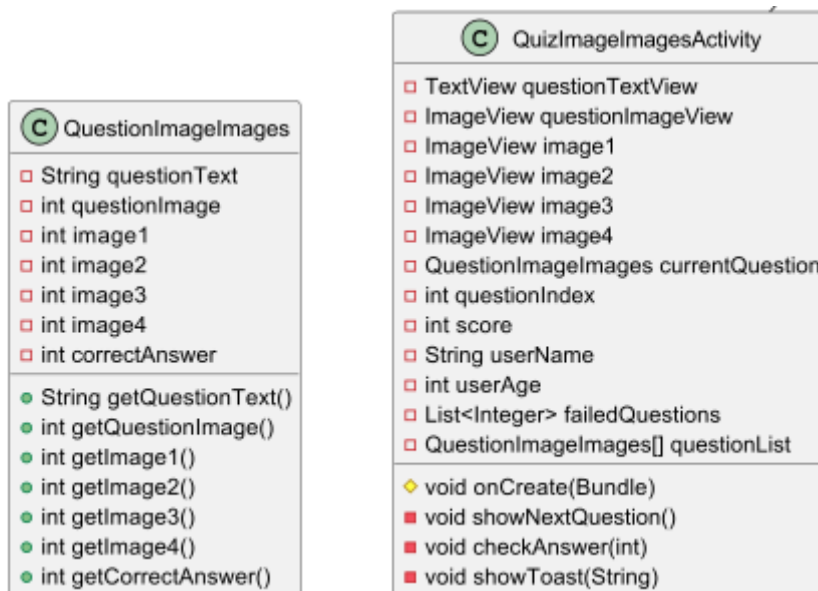 C QuestionImageImages
String questionText
int questionImage
int image1
int image2
int image3
int image4
int correctAnswer
String getQuestionText()
int getQuestionImage()
int getImage1()
int getImage2()
int getImage3()
int getImage4()
int getCorrectAnswer()
C QuizImageImagesActivity
TextView questionTextView
ImageView questionImageView
ImageView image1
ImageView image2
ImageView image3
ImageView image4
QuestionImageImages currentQuestion
int questionIndex
int score
String userName
int userAge
List<Integer> failedQuestions
QuestionImageImages[] questionList
void onCreate(Bundle)
void showNextQuestion()
void checkAnswer(int)
void showToast(String)